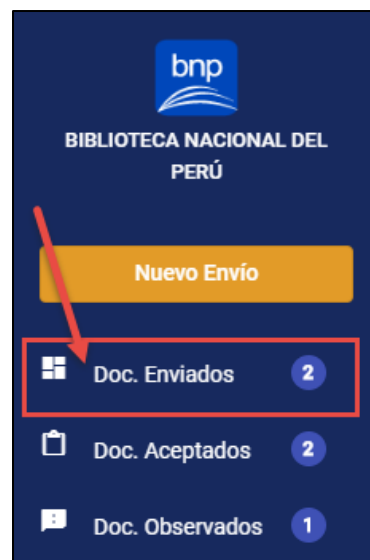 bnp
BIBLIOTECA NACIONAL DEL
PERÚ
Nuevo Envío
Doc. Enviados 2
Doc. Aceptados 2
Doc. Observados 1